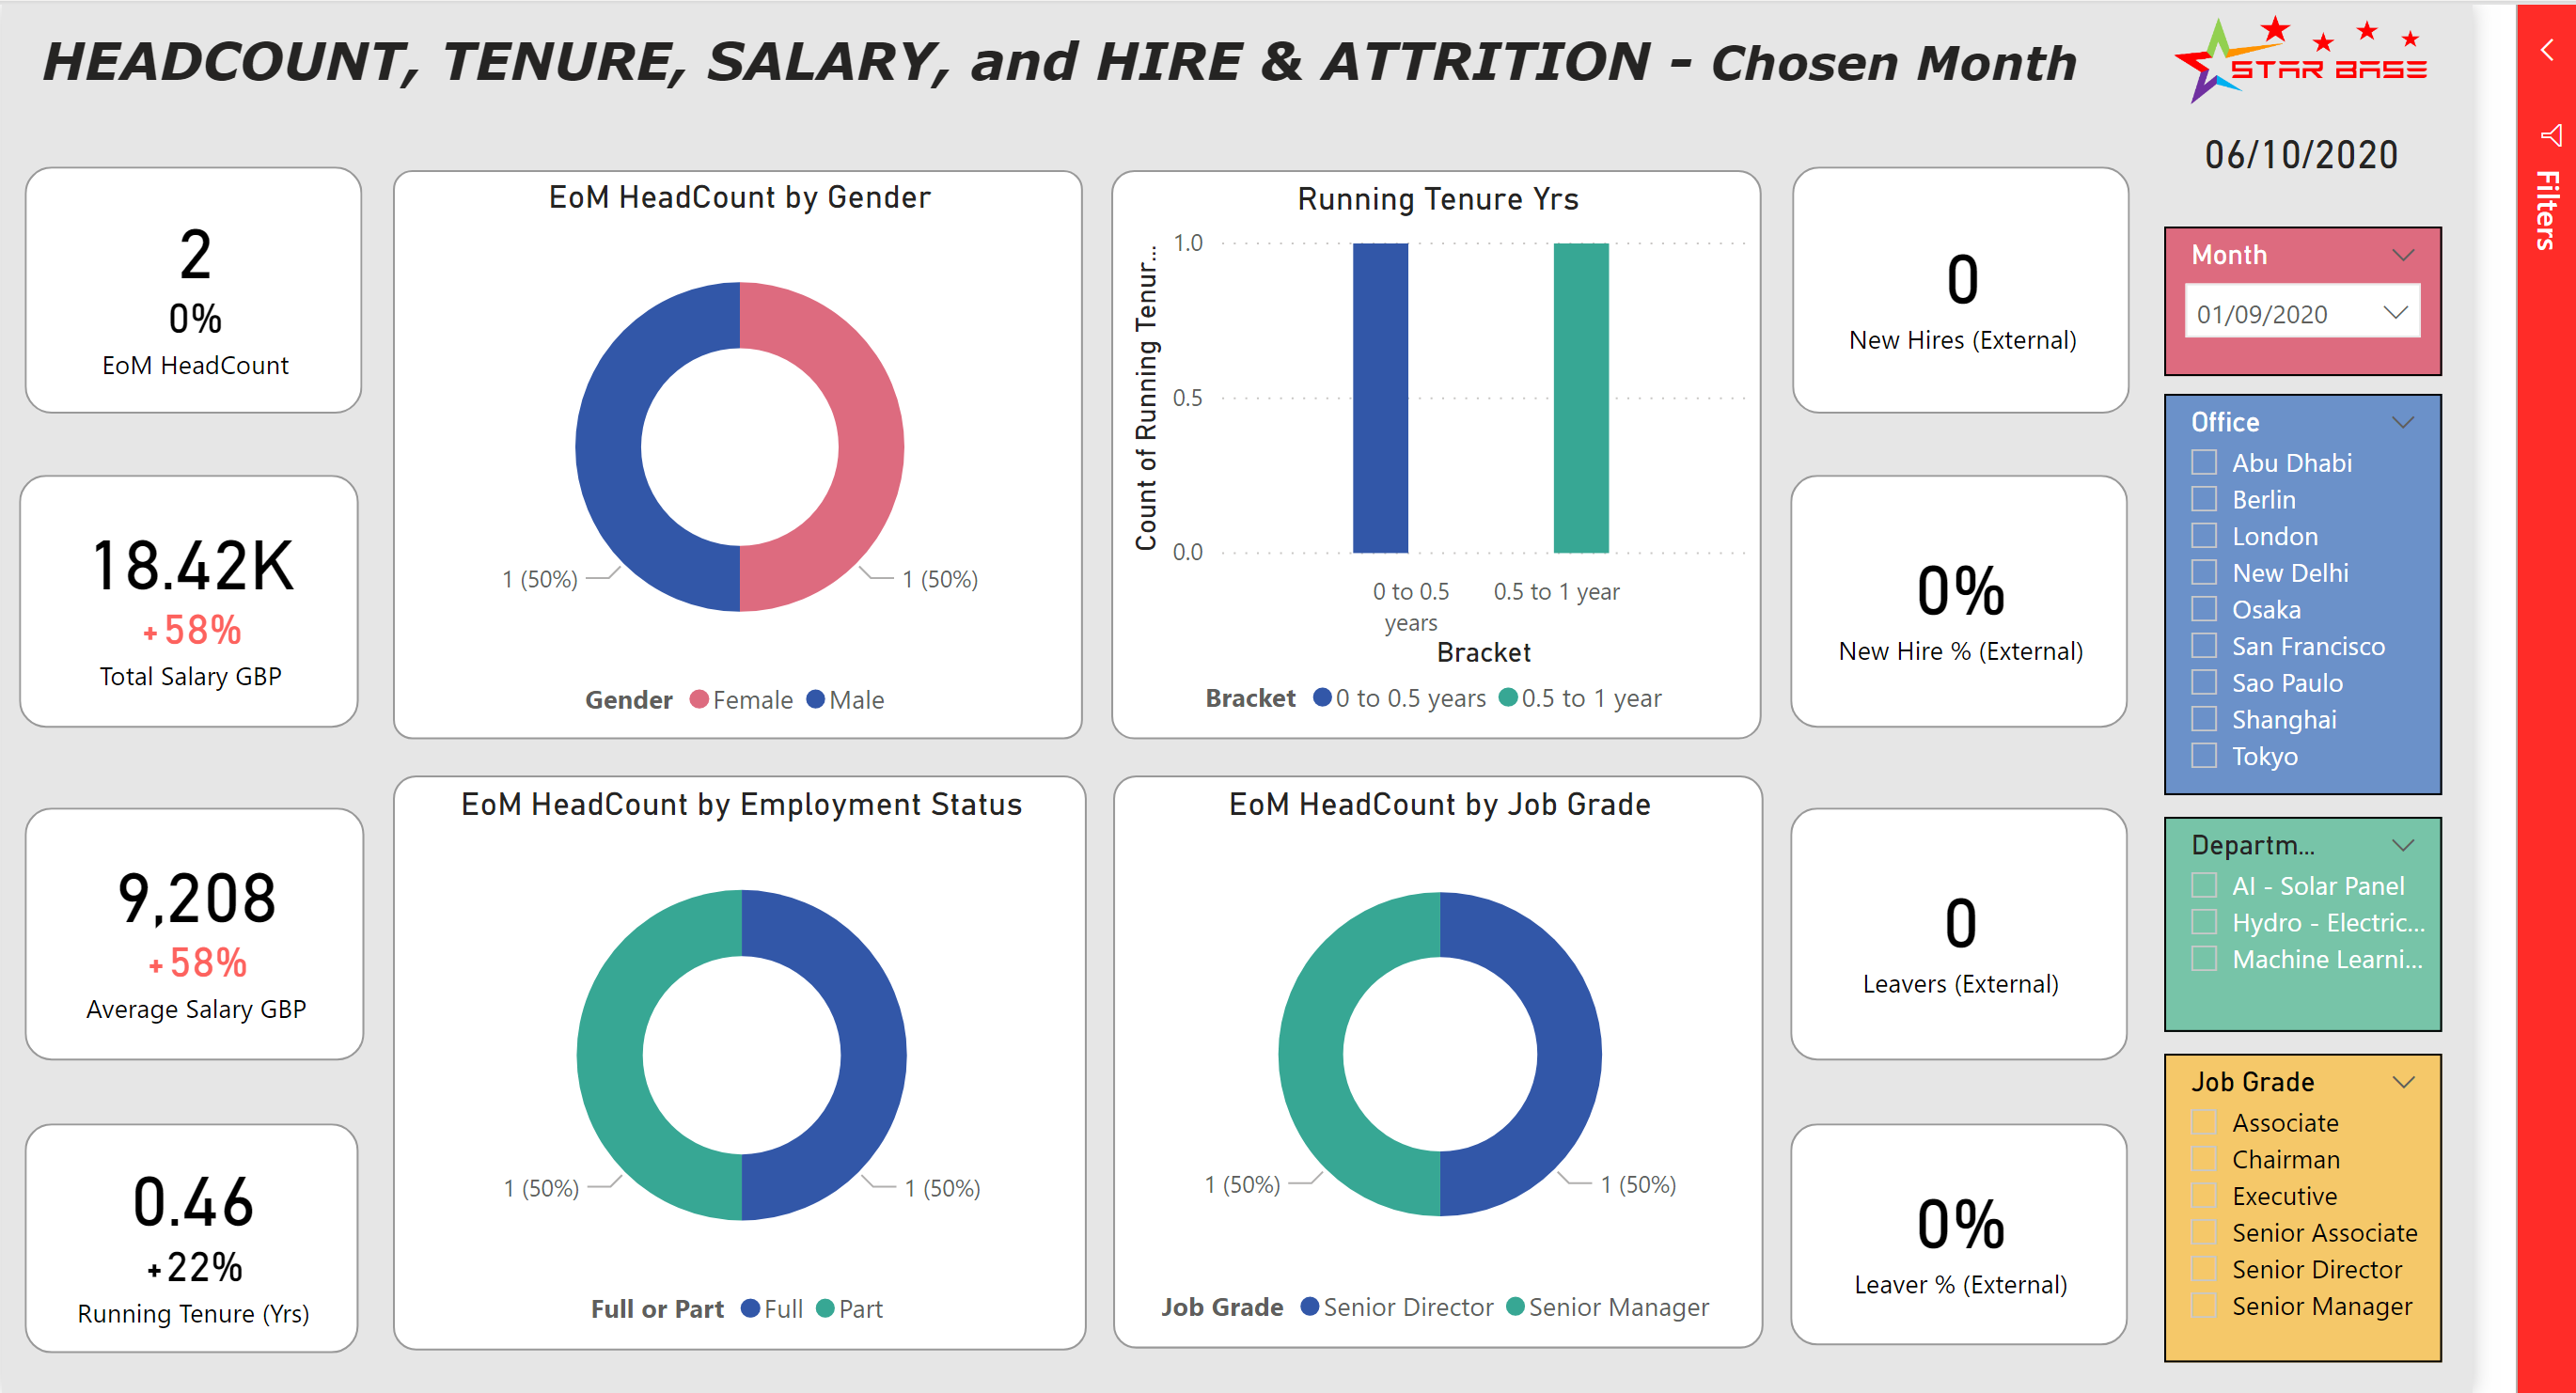 HEADCOUNT, TENURE, SALARY, and HIRE & ATTRITION - Chosen Month
STAR BASE
06/10/2020
Filters
2
0%
EoM HeadCount
18.42K
+58%
Total Salary GBP
9,208
+58%
Average Salary GBP
0.46
+22%
Running Tenure (Yrs)
EoM HeadCount by Gender
1 (50%)
1 (50%)
Gender Female Male
Running Tenure Yrs
Count of Running Tenur...
1.0
0.5
0.0
0 to 0.5
years
0.5 to 1 year
Bracket
Bracket 0 to 0.5 years 0.5 to 1 year
EoM HeadCount by Employment Status
1 (50%)
1 (50%)
Full or Part Full Part
EoM HeadCount by Job Grade
1 (50%)
1 (50%)
Job Grade Senior Director Senior Manager
0
New Hires (External)
0%
New Hire % (External)
0
Leavers (External)
0%
Leaver % (External)
Month
01/09/2020
Office
Abu Dhabi
Berlin
London
New Delhi
Osaka
San Francisco
Sao Paulo
Shanghai
Tokyo
Departm...
AI - Solar Panel
Hydro - Electric...
Machine Learni...
Job Grade
Associate
Chairman
Executive
Senior Associate
Senior Director
Senior Manager